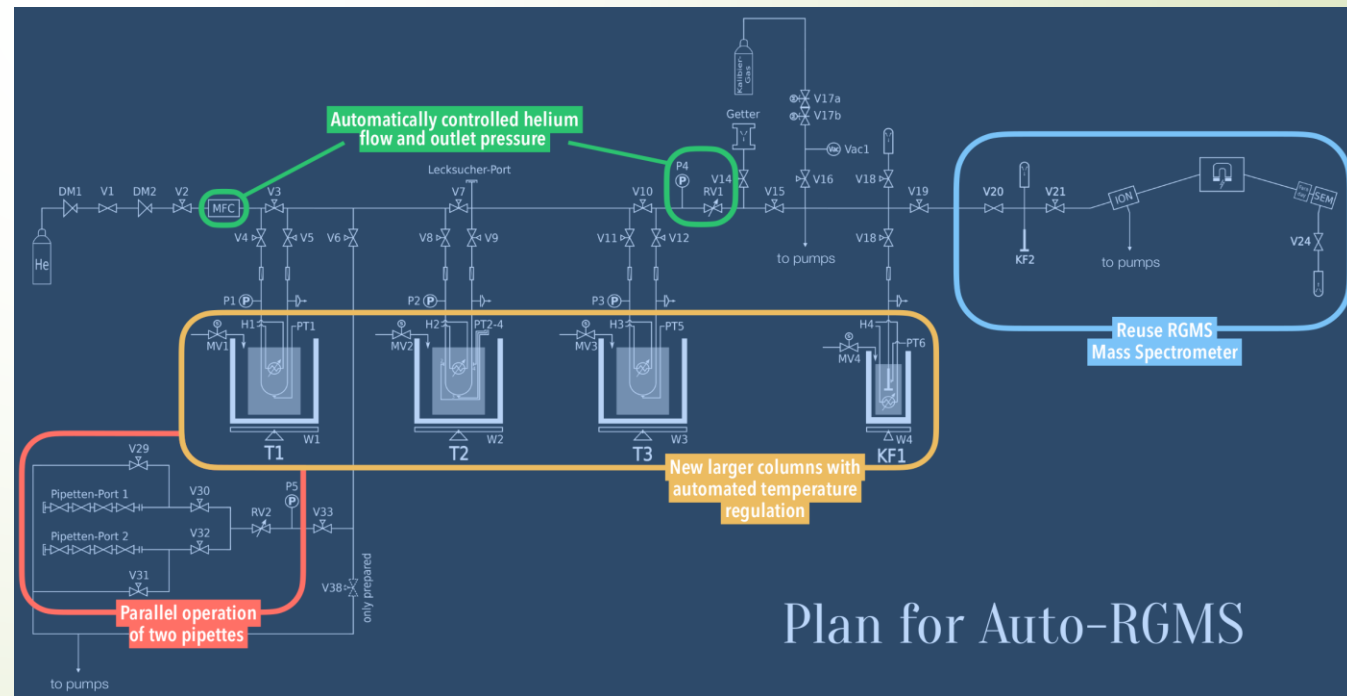 Kalibier-
Gas
V17a
V17b
Automatically controlled helium
flow and outlet pressure
Getter
Vac
Vac1
Lecksucher-Port
P4
P
DM1
V1
DM2
V2
MFC
V3
V7
V10
RV1
V14
V15
V16
V18
V19
V20
V21
ION
SEM
He
V4
V5
V6
V8
V9
V11
V12
V18
to pumps
KF2
to pumps
V24
P1
P
P2
P
P3
P
H1
PT1
H2
PT2-4
H3
PT5
H4
PT6
MV1
MV2
MV3
MV4
Reuse RGMS
Mass Spectrometer
W1
W2
W3
W4
T1
T2
T3
KF1
New larger columns with
automated temperature
regulation
V29
Pipetten-Port 1
V30
P5
P
RV2
V33
Pipetten-Port 2
V32
V31
V38
only prepared
Parallel operation
of two pipettes
Plan for Auto-RGMS
to pumps